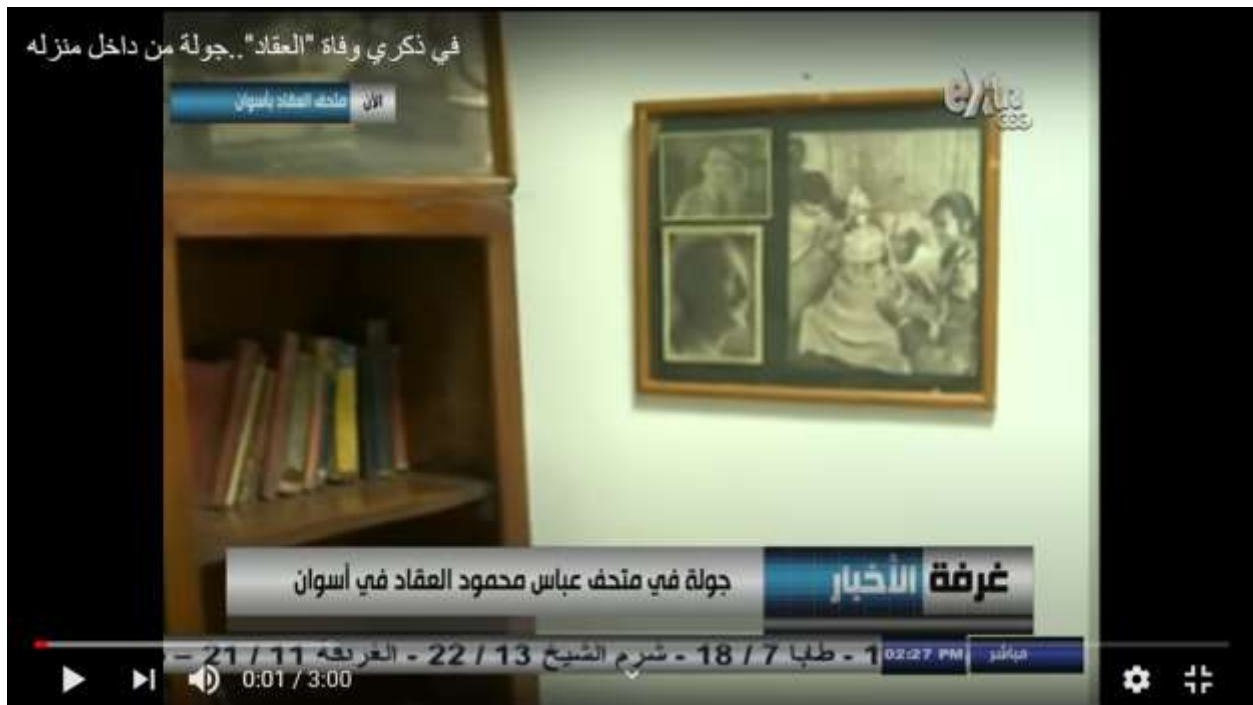 في ذكري وفاة "العقاد"..جولة من داخل منزله
الآن متحف العقاد بأسوان
extra
cbc
غرفة الأخبار
جولة في متحف عباس محمود العقاد في أسوان
مباشر 02:27 PM 1 - طابا 7 / 18 - شرم الشيخ 13 / 22 - الغردقة 11 / 21 –
0:01 / 3:00